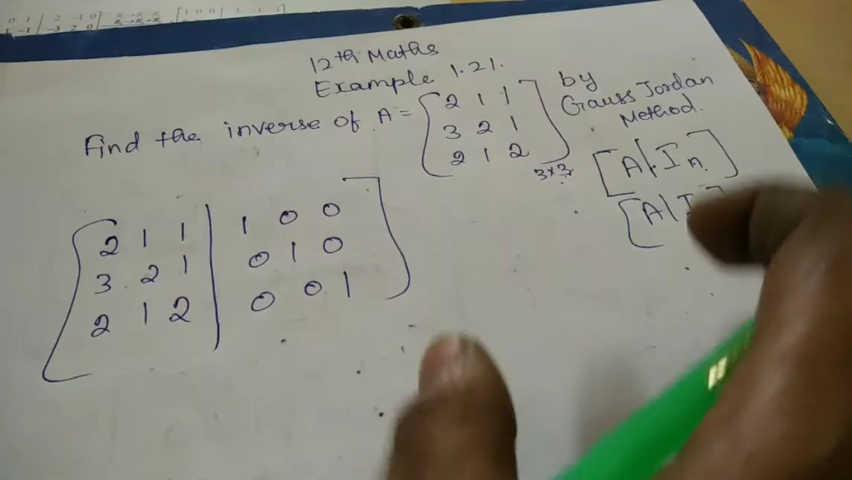 12th Maths
Example 1.21.
Find the inverse of A = [2 1 1 by
3 2 1 Gauss Jordan
2 1 2]3×3 Method.
[A|In]
[A|I
[2 1 1 | 1 0 0
3 2 1 | 0 1 0
2 1 2 | 0 0 1]